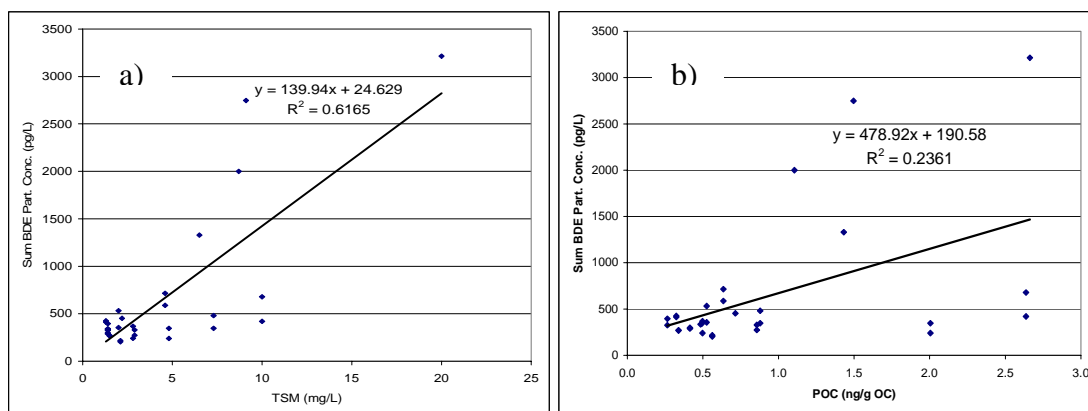 a)
y = 139.94x + 24.629
R² = 0.6165
Sum BDE Part. Conc. (pg/L)
3500
3000
2500
2000
1500
1000
500
0
0 5 10 15 20 25
TSM (mg/L)
b)
y = 478.92x + 190.58
R² = 0.2361
Sum BDE Part. Conc. (pg/L)
3500
3000
2500
2000
1500
1000
500
0
0.0 0.5 1.0 1.5 2.0 2.5 3.0
POC (ng/g OC)